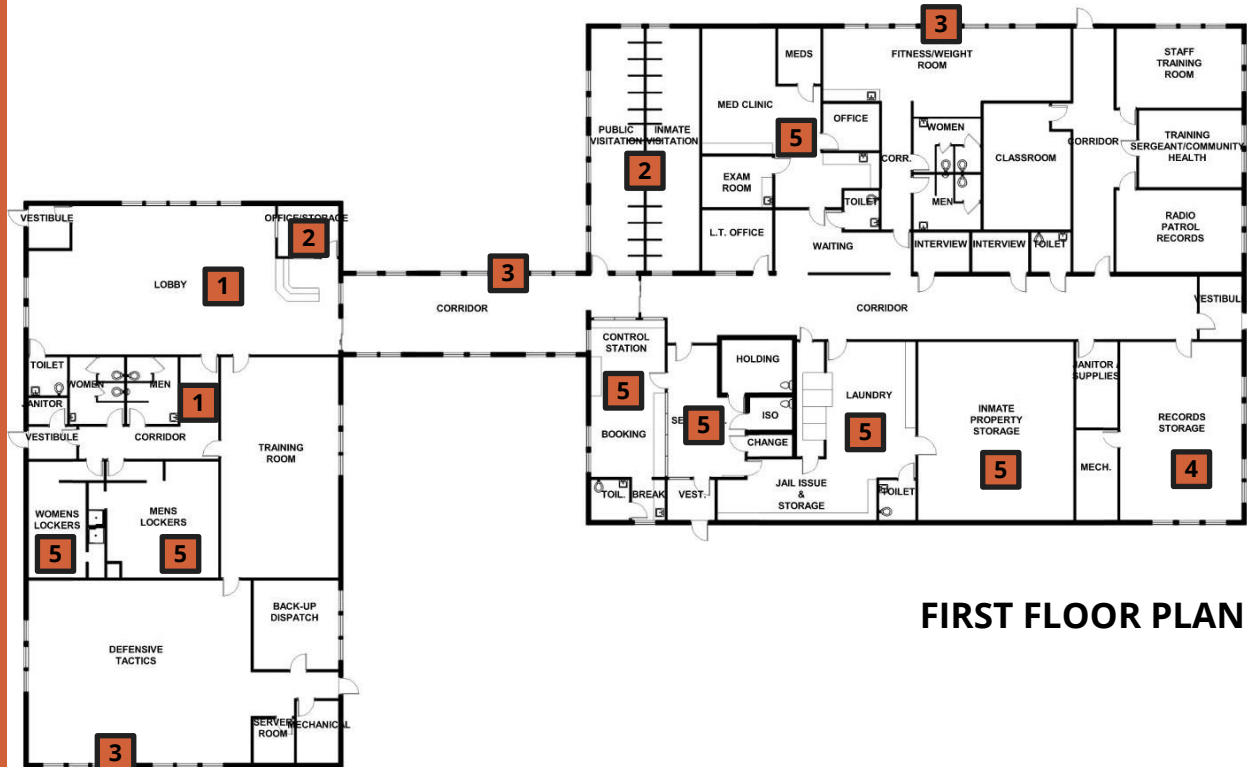 3
MEDS
FITNESS/WEIGHT
ROOM
STAFF
TRAINING
ROOM
MED CLINIC
OFFICE
5
PUBLIC
VISITATION
INMATE
VISITATION
2
WOMEN
CORR.
CLASSROOM
CORRIDOR
TRAINING
SERGEANT/COMMUNITY
HEALTH
EXAM
ROOM
TOILET
MEN
L.T. OFFICE
WAITING
INTERVIEW
INTERVIEW
TOILET
RADIO
PATROL
RECORDS
VESTIBULE
OFFICE/STORAGE
2
LOBBY
1
3
CORRIDOR
CORRIDOR
VESTIBUL
CONTROL
STATION
5
BOOKING
HOLDING
ISO
5
CHANGE
LAUNDRY
5
INMATE
PROPERTY
STORAGE
5
JANITOR /
SUPPLIES
RECORDS
STORAGE
4
MECH.
TOIL.
BREAK
VEST.
JAIL ISSUE
&
STORAGE
TOILET
TOILET
WOMEN
MEN
1
JANITOR
VESTIBULE
CORRIDOR
TRAINING
ROOM
WOMENS
LOCKERS
5
MENS
LOCKERS
5
BACK-UP
DISPATCH
DEFENSIVE
TACTICS
SERVER
ROOM
MECHANICAL
3
FIRST FLOOR PLAN